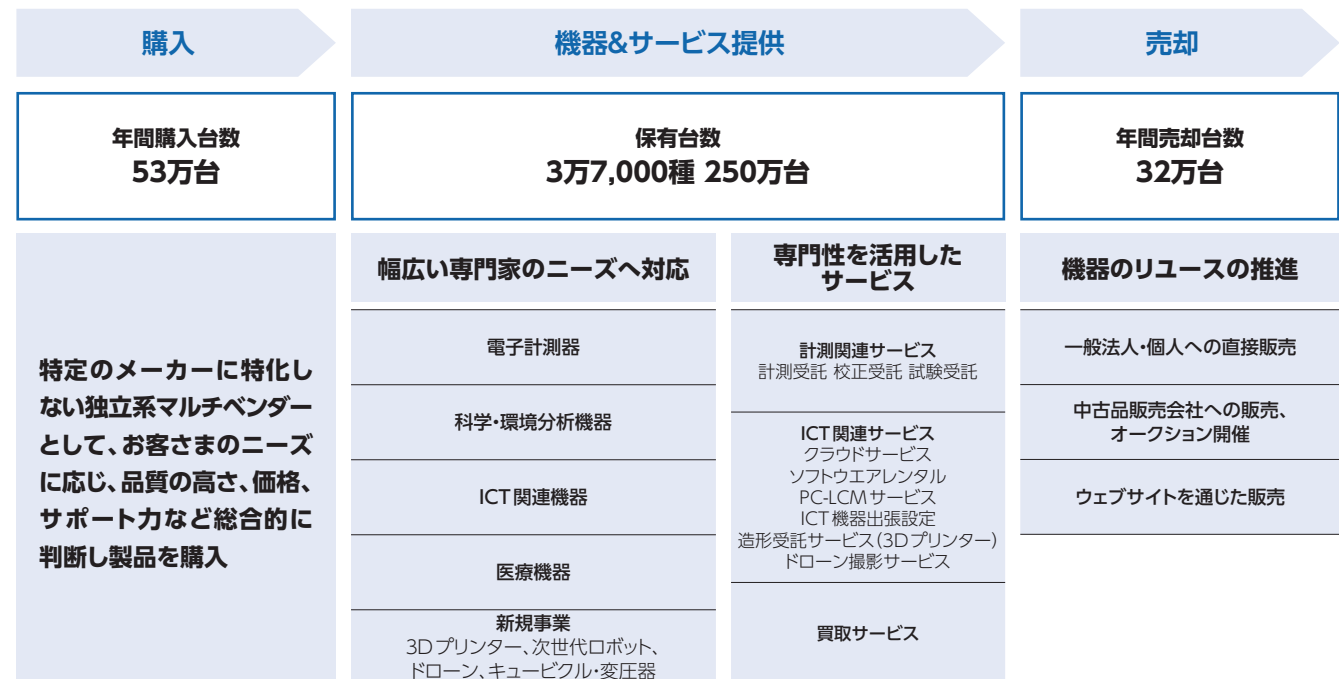 購入
機器&サービス提供
売却
年間購入台数
53万台
保有台数
3万7,000種 250万台
年間売却台数
32万台
特定のメーカーに特化し
ない独立系マルチベンダー
として、お客さまのニーズ
に応じ、品質の高さ、価格、
サポート力など総合的に
判断し製品を購入
幅広い専門家のニーズへ対応
電子計測器
科学・環境分析機器
ICT関連機器
医療機器
新規事業
3Dプリンター、次世代ロボット、
ドローン、キュービクル・変圧器
専門性を活用した
サービス
計測関連サービス
計測受託 校正受託 試験受託
ICT関連サービス
クラウドサービス
ソフトウエアレンタル
PC-LCMサービス
ICT機器出張設定
造形受託サービス(3Dプリンター)
ドローン撮影サービス
買取サービス
機器のリユースの推進
一般法人・個人への直接販売
中古品販売会社への販売、
オークション開催
ウェブサイトを通じた販売